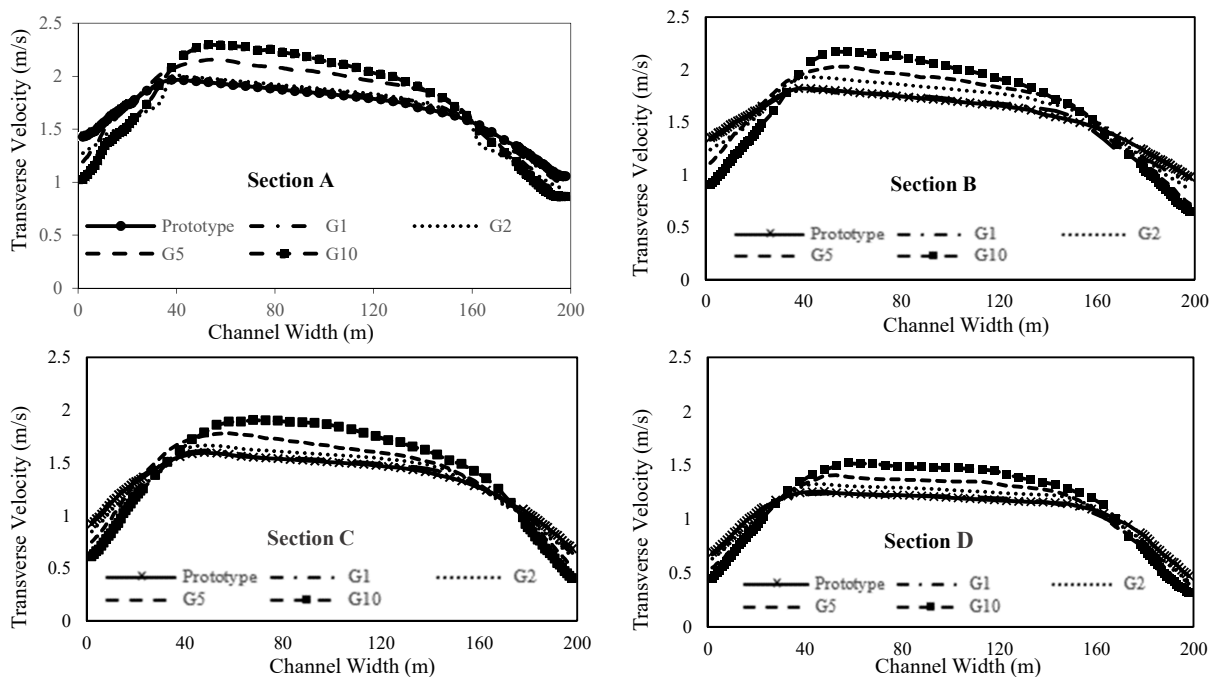 Transverse Velocity (m/s)
2.5
2
1.5
1
0.5
0
Section A
Prototype G1 G2
G5 G10
0 40 80 120 160 200
Channel Width (m)
Transverse Velocity (m/s)
2.5
2
1.5
1
0.5
0
Section B
Prototype G1 G2
G5 G10
0 40 80 120 160 200
Channel Width (m)
Transverse Velocity (m/s)
2.5
2
1.5
1
0.5
0
Section C
Prototype G1 G2
G5 G10
0 40 80 120 160 200
Channel Width (m)
Transverse Velocity (m/s)
2.5
2
1.5
1
0.5
0
Section D
Prototype G1 G2
G5 G10
0 40 80 120 160 200
Channel Width (m)